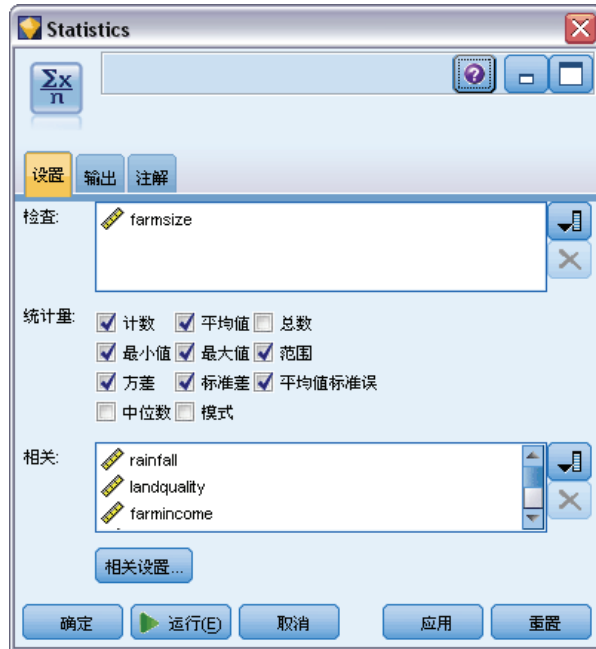 Statistics
Σx
n
设置 输出 注解
检查:
farmsize
统计量:
计数 平均值 总数
最小值 最大值 范围
方差 标准差 平均值标准误
中位数 模式
相关:
rainfall
landquality
farmincome
相关设置...
确定 运行(E) 取消 应用 重置